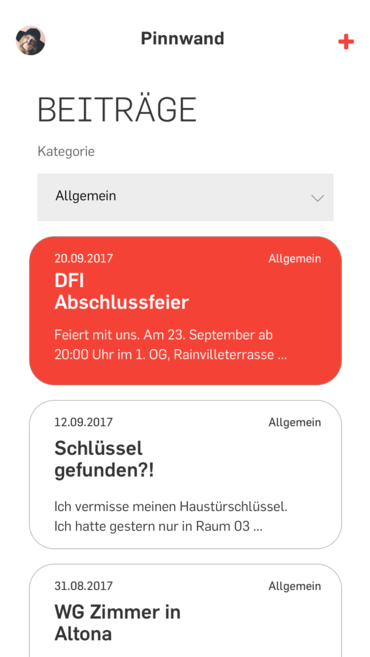 Pinnwand
BEITRÄGE
Kategorie
Allgemein
20.09.2017 Allgemein
DFI
Abschlussfeier
Feiert mit uns. Am 23. September ab
20:00 Uhr im 1. OG, Rainvilleterrasse ...
12.09.2017 Allgemein
Schlüssel
gefunden?!
Ich vermisse meinen Haustürschlüssel.
Ich hatte gestern nur in Raum 03 ...
31.08.2017 Allgemein
WG Zimmer in
Altona